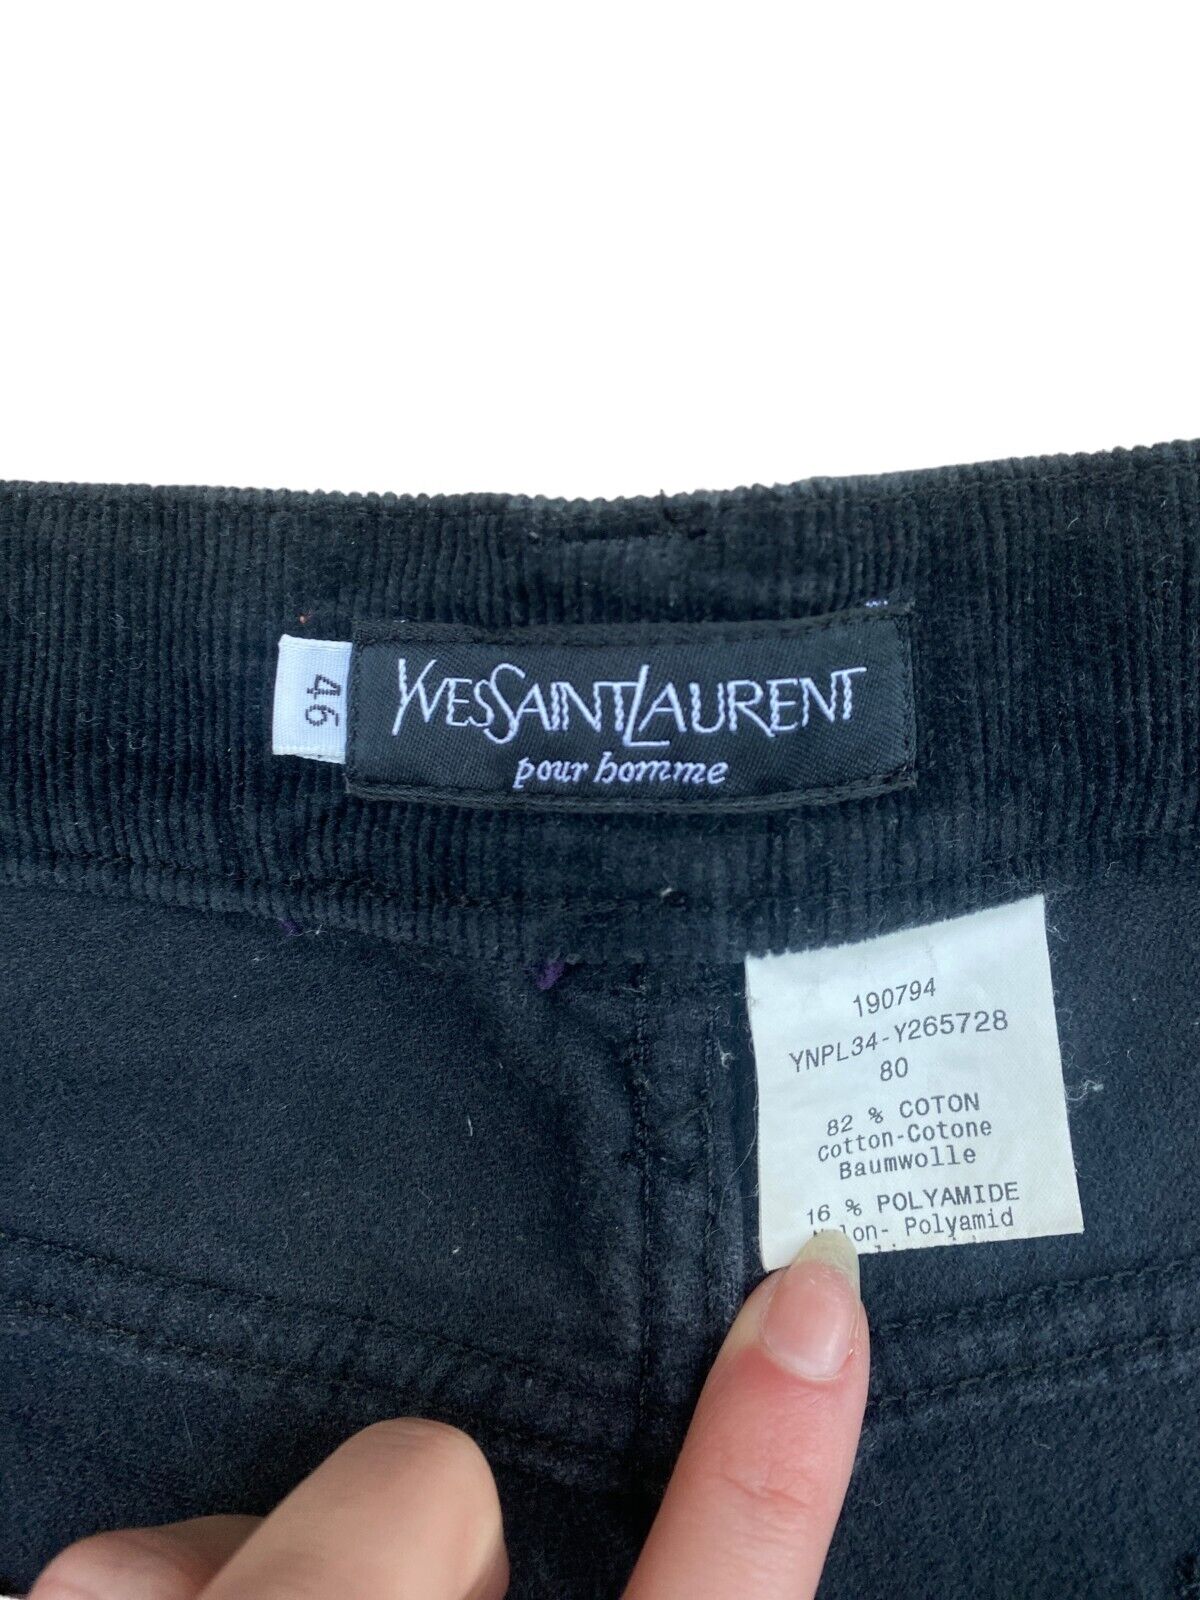 46
YVESSAINTLAURENT
pour homme
190794
YNPL34-Y265728
80
82 % COTON
Cotton-Cotone
Baumwolle
16 % POLYAMIDE
Polyamid